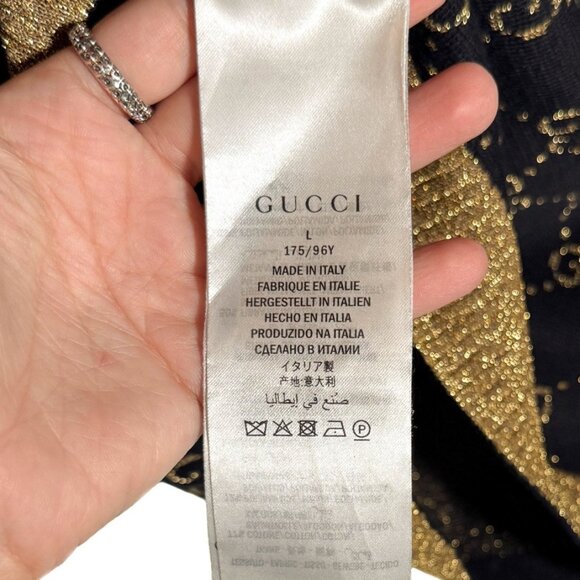 GUCCI
L
175/96Y
MADE IN ITALY
FABRIQUE EN ITALIE
HERGESTELLT IN ITALIEN
HECHO EN ITALIA
PRODUZIDO NA ITALIA
СДЕЛАНО В ИТАЛИИ
イタリア製
产地:意大利
صنع في إيطاليا
P